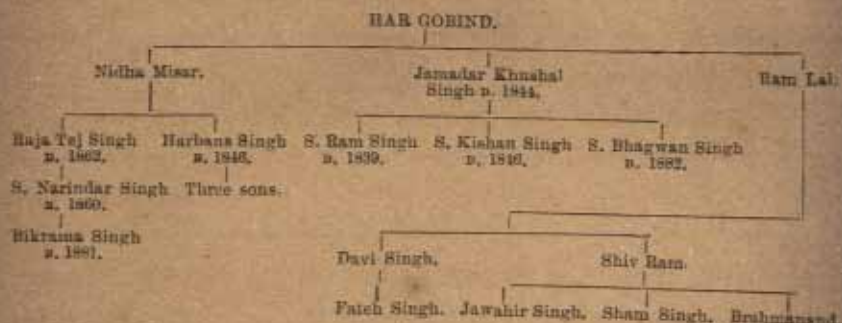 HAR GOBIND.
Nidha Misar. Jamadar Khushal Ram Lal.
Singh D. 1844.
Raja Tej Singh Harbans Singh S. Ram Singh S. Kishan Singh S. Bhagwan Singh
D. 1862. D. 1846. D. 1839. D. 1846. D. 1882.
S. Narindar Singh Three sons.
Bikrama Singh
Davi Singh. Shiv Ram.
Fateh Singh. Jawahir Singh. Sham Singh. Brahmanand